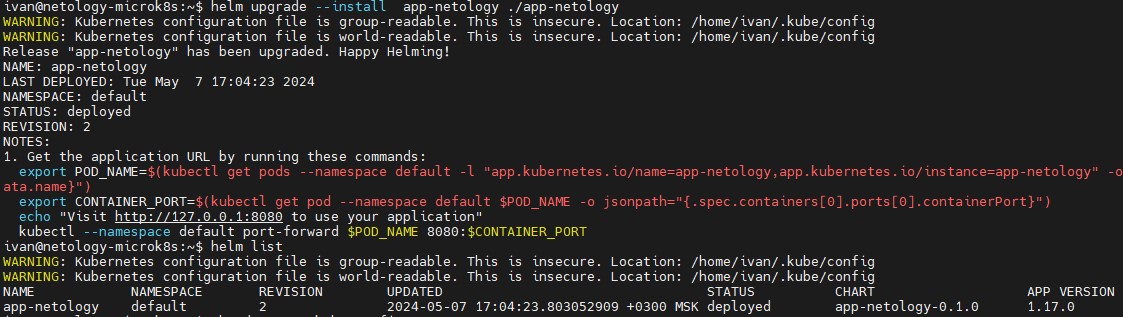 ivan@netology-microk8s:~$ helm upgrade --install  app-netology ./app-netology
WARNING: Kubernetes configuration file is group-readable. This is insecure. Location: /home/ivan/.kube/config
WARNING: Kubernetes configuration file is world-readable. This is insecure. Location: /home/ivan/.kube/config
Release "app-netology" has been upgraded. Happy Helming!
NAME: app-netology
LAST DEPLOYED: Tue May  7 17:04:23 2024
NAMESPACE: default
STATUS: deployed
REVISION: 2
NOTES:
1. Get the application URL by running these commands:
  export POD_NAME=$(kubectl get pods --namespace default -l "app.kubernetes.io/name=app-netology,app.kubernetes.io/instance=app-netology" -o
ata.name}")
  export CONTAINER_PORT=$(kubectl get pod --namespace default $POD_NAME -o jsonpath="{.spec.containers[0].ports[0].containerPort}")
  echo "Visit http://127.0.0.1:8080 to use your application"
  kubectl --namespace default port-forward $POD_NAME 8080:$CONTAINER_PORT
ivan@netology-microk8s:~$ helm list
WARNING: Kubernetes configuration file is group-readable. This is insecure. Location: /home/ivan/.kube/config
WARNING: Kubernetes configuration file is world-readable. This is insecure. Location: /home/ivan/.kube/config
NAME            NAMESPACE       REVISION        UPDATED                                 STATUS          CHART                   APP VERSION
app-netology    default         2               2024-05-07 17:04:23.803052909 +0300 MSK deployed        app-netology-0.1.0      1.17.0